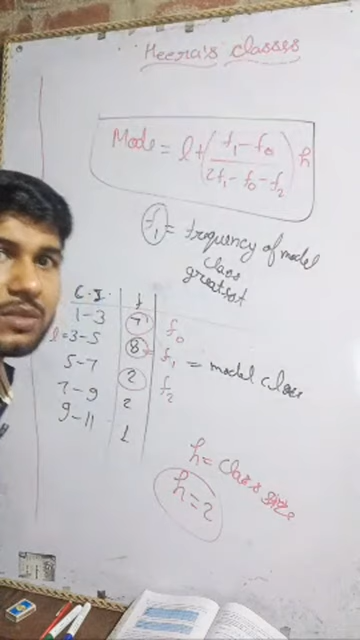 Heera's classes
Mode = l + ( f₁ - f₀ / 2f₁ - f₀ - f₂ ) h
f₁ = frequency of model
class
greatest
C.I. f
1-3 7 f₀
l=3-5 8 = f₁ = modal class
5-7 2 f₂
7-9 2
9-11 1
h = class size
h = 2